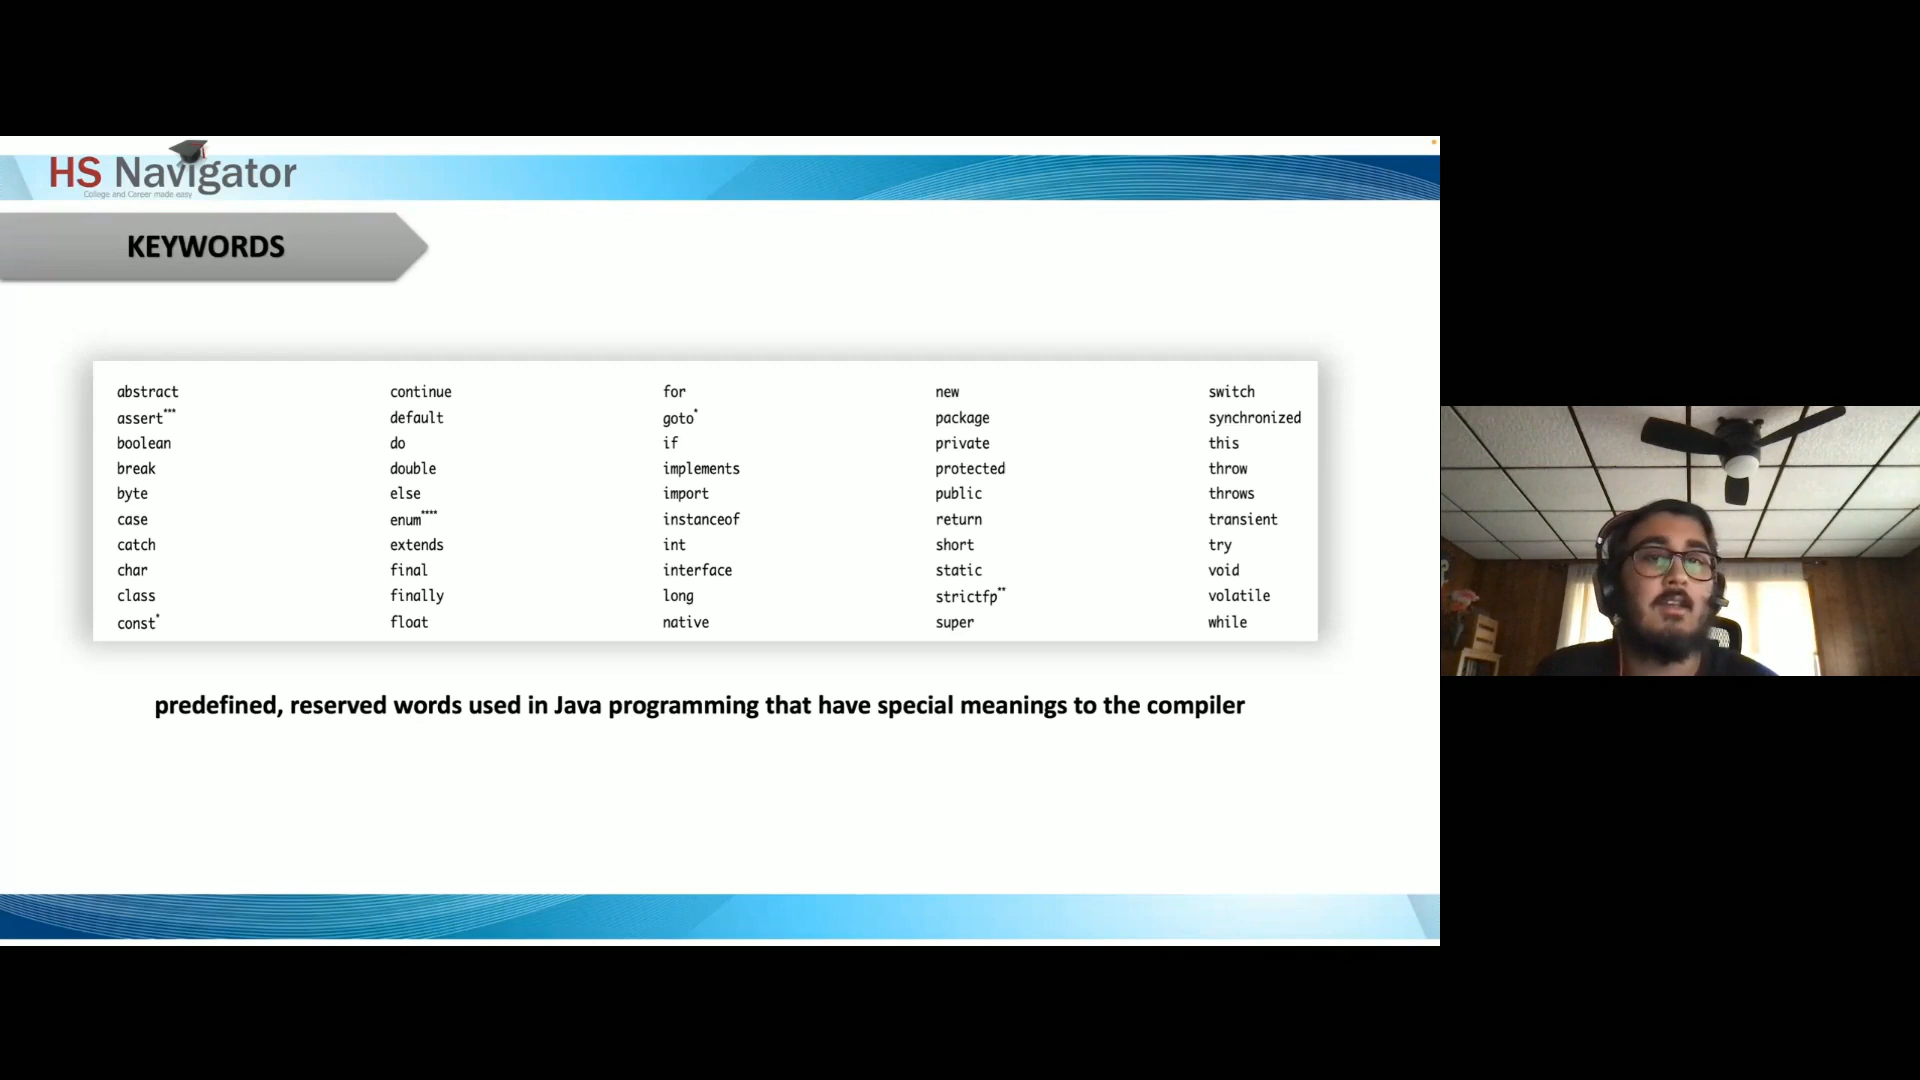 HS Navigator
College and Career made easy
KEYWORDS
abstract continue for new switch
assert*** default goto* package synchronized
boolean do if private this
break double implements protected throw
byte else import public throws
case enum**** instanceof return transient
catch extends int short try
char final interface static void
class finally long strictfp** volatile
const* float native super while
predefined, reserved words used in Java programming that have special meanings to the compiler